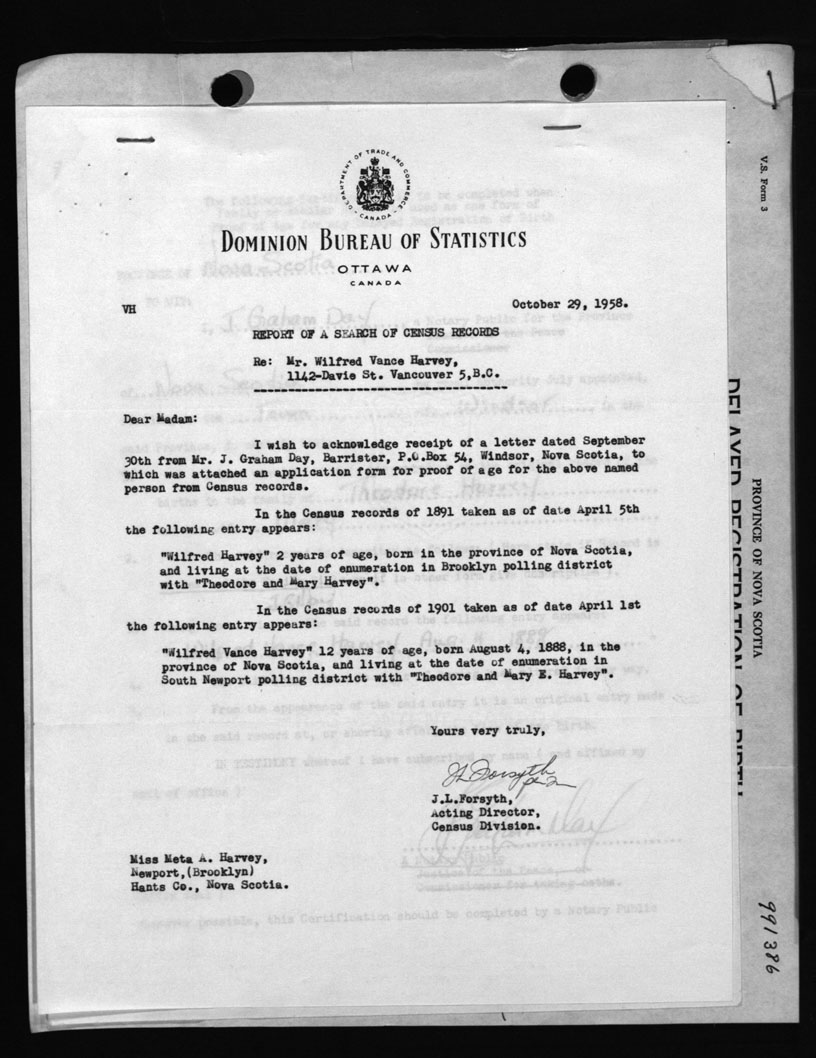 DEPARTMENT OF TRADE AND COMMERCE
CANADA
DOMINION BUREAU OF STATISTICS
OTTAWA
CANADA
October 29, 1958.
VH
REPORT OF A SEARCH OF CENSUS RECORDS
Re: Mr. Wilfred Vance Harvey,
1142-Davie St. Vancouver 5,B.C.
Dear Madam:
I wish to acknowledge receipt of a letter dated September
30th from Mr. J. Graham Day, Barrister, P.O.Box 54, Windsor, Nova Scotia, to
which was attached an application form for proof of age for the above named
person from Census records.
In the Census records of 1891 taken as of date April 5th
the following entry appears:
"Wilfred Harvey" 2 years of age, born in the province of Nova Scotia,
and living at the date of enumeration in Brooklyn polling district
with "Theodore and Mary Harvey".
In the Census records of 1901 taken as of date April 1st
the following entry appears:
"Wilfred Vance Harvey" 12 years of age, born August 4, 1888, in the
province of Nova Scotia, and living at the date of enumeration in
South Newport polling district with "Theodore and Mary E. Harvey".
Yours very truly,
JL Forsyth
J.L.Forsyth,
Acting Director,
Census Division.
Miss Meta A. Harvey,
Newport,(Brooklyn)
Hants Co., Nova Scotia.
V.S. Form 3
PROVINCE OF NOVA SCOTIA
DELAYED REGISTRATION OF BIRTH
991386